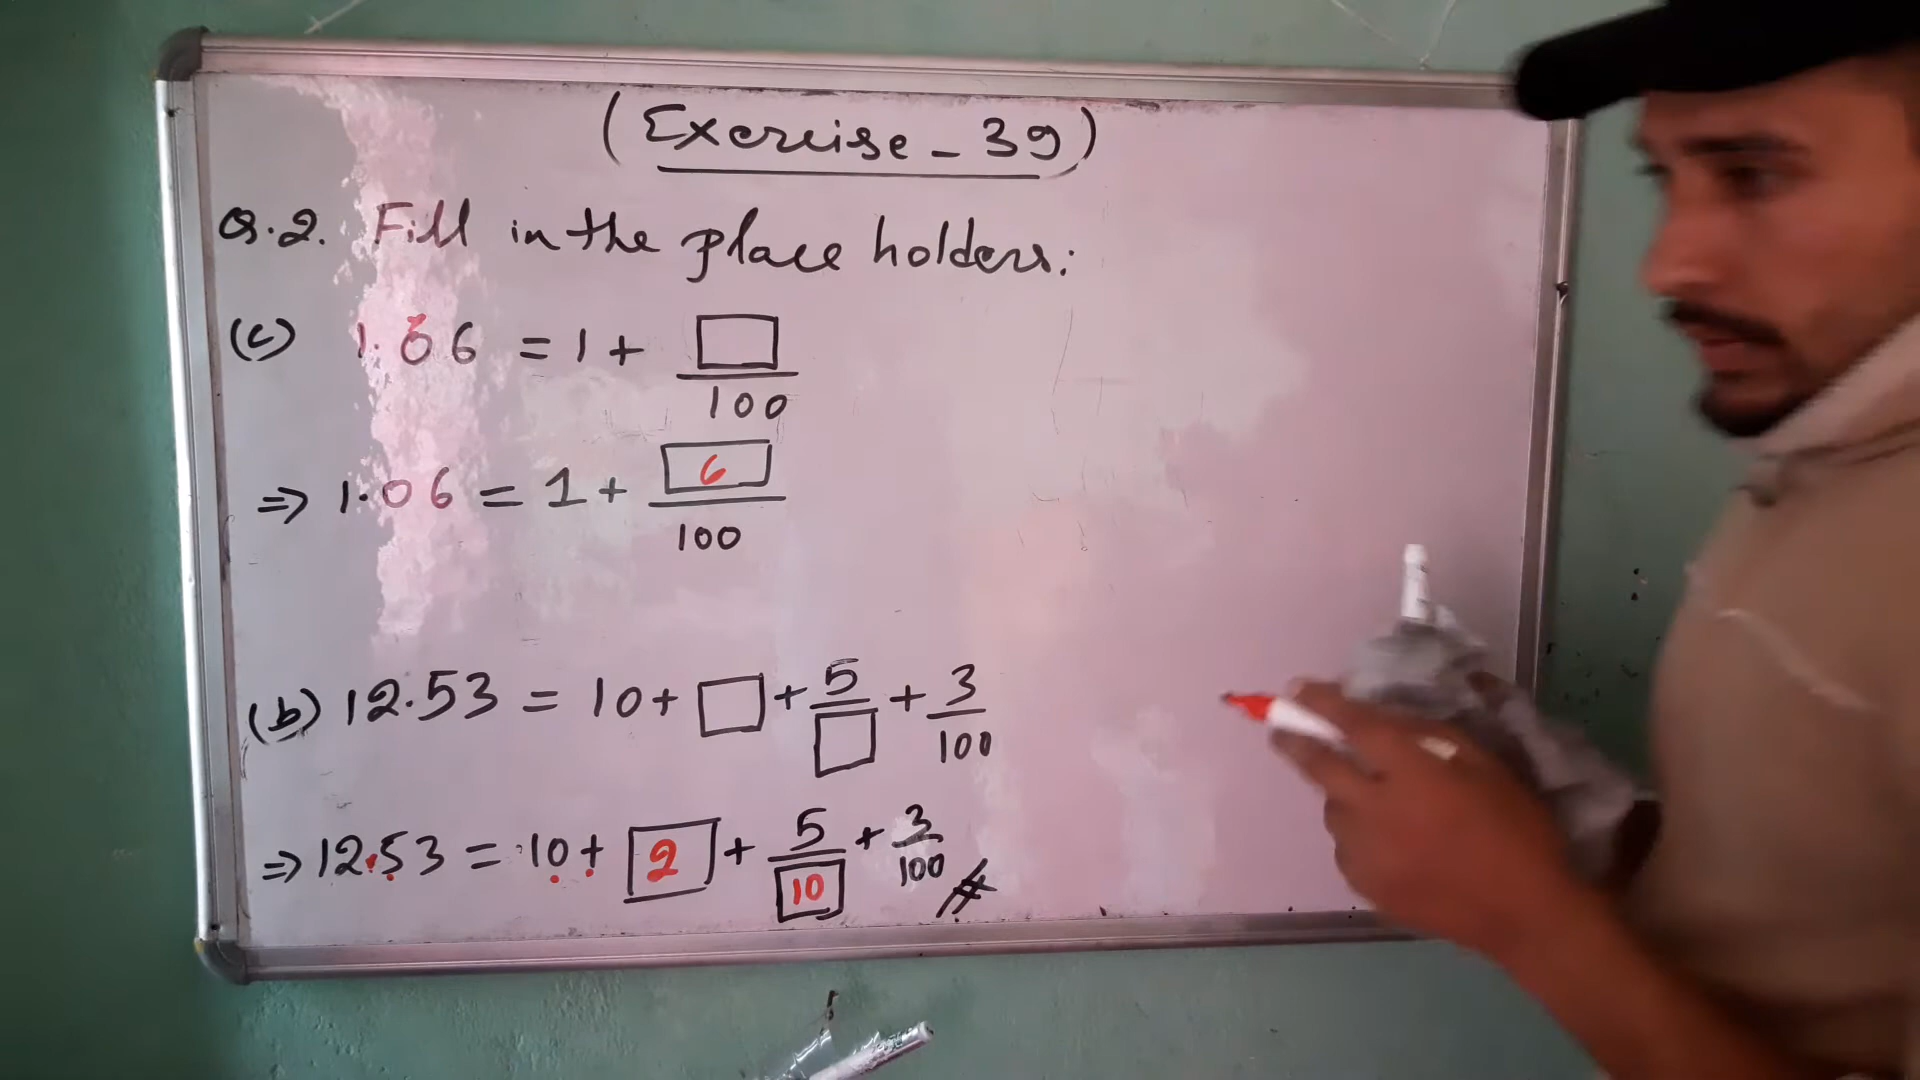 (Exercise - 39)
Q.2. Fill in the place holders:
(c) 1.06 = 1 + □/100
⇒ 1.06 = 1 + 6/100
(b) 12.53 = 10 + □ + 5/□ + 3/100
⇒ 12.53 = 10 + 2 + 5/10 + 3/100